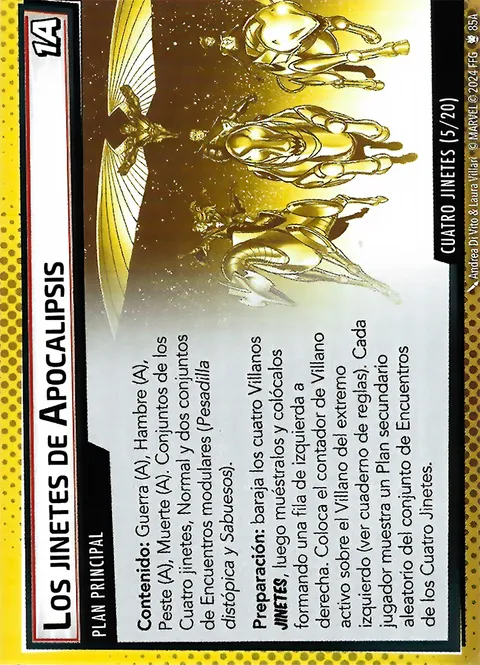 LOS JINETES DE APOCALIPSIS
1A
PLAN PRINCIPAL
Contenido: Guerra (A), Hambre (A),
Peste (A), Muerte (A). Conjuntos de los
Cuatro jinetes, Normal y dos conjuntos
de Encuentros modulares (Pesadilla
distópica y Sabuesos).
Preparación: baraja los cuatro Villanos
JINETES, luego muéstralos y colócalos
formando una fila de izquierda a
derecha. Coloca el contador de Villano
activo sobre el Villano del extremo
izquierdo (ver cuaderno de reglas). Cada
jugador muestra un Plan secundario
aleatorio del conjunto de Encuentros
de los Cuatro Jinetes.
CUATRO JINETES (5/20)
Andrea Di Vito & Laura Villari © MARVEL © 2024 FFG 85A